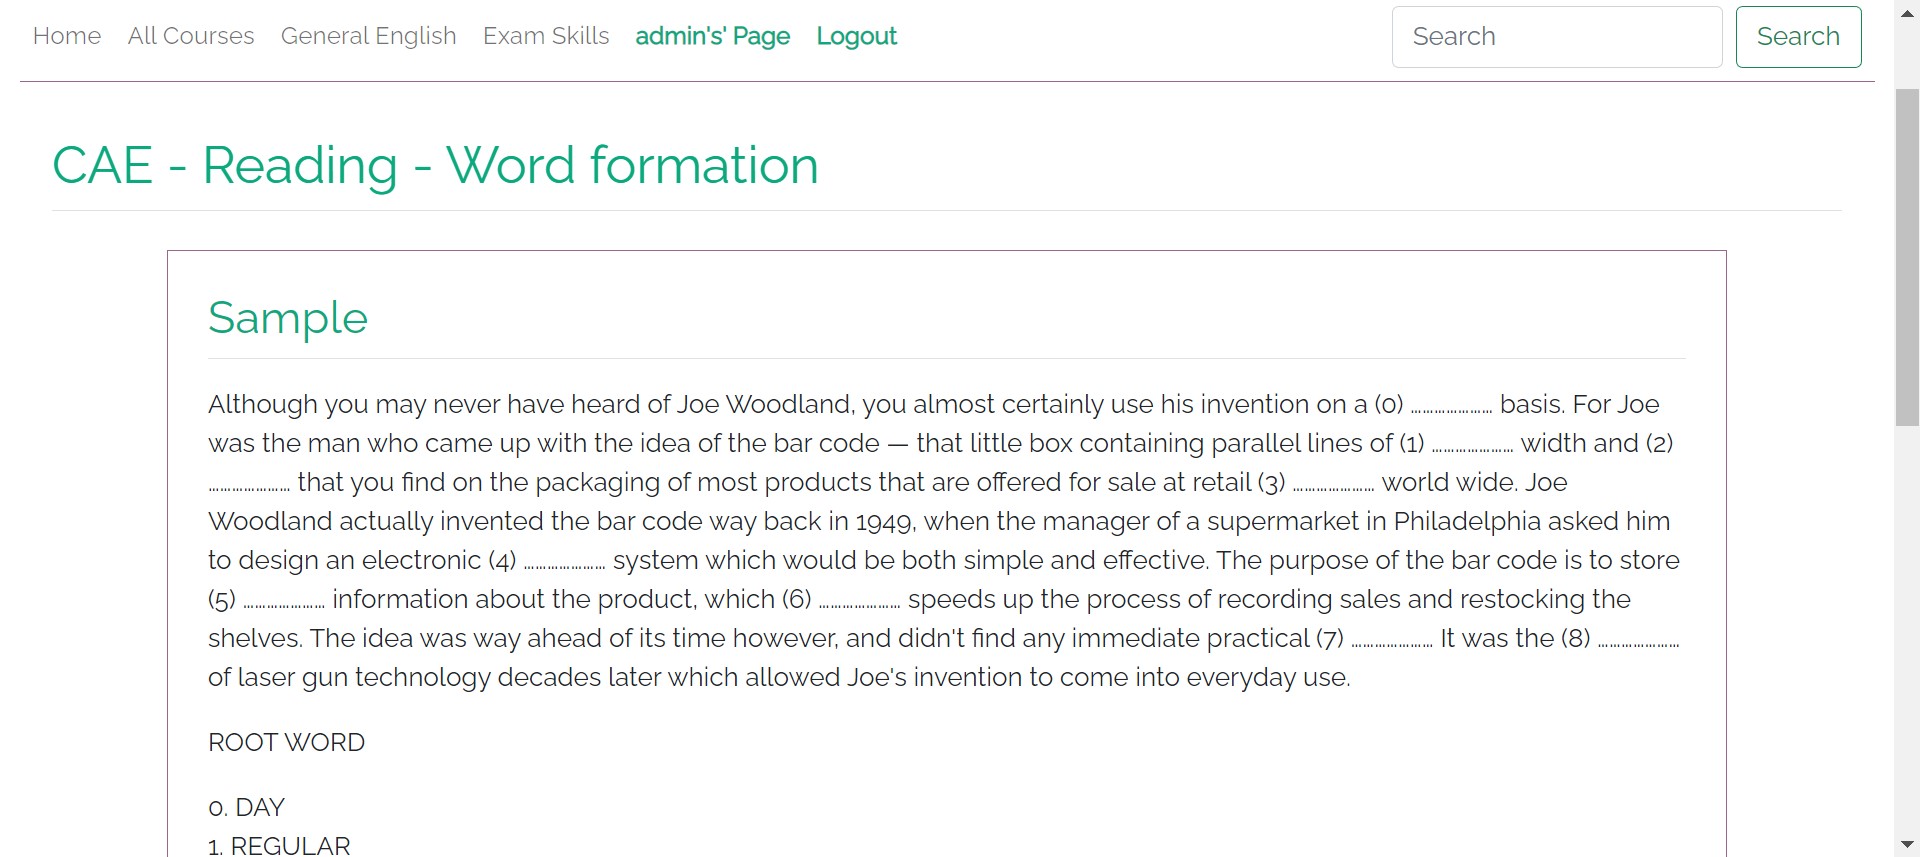 Home All Courses General English Exam Skills admin's' Page Logout Search Search
CAE - Reading - Word formation
Sample
Although you may never have heard of Joe Woodland, you almost certainly use his invention on a (0) .................... basis. For Joe
was the man who came up with the idea of the bar code — that little box containing parallel lines of (1) .................... width and (2)
.................... that you find on the packaging of most products that are offered for sale at retail (3) .................... world wide. Joe
Woodland actually invented the bar code way back in 1949, when the manager of a supermarket in Philadelphia asked him
to design an electronic (4) .................... system which would be both simple and effective. The purpose of the bar code is to store
(5) .................... information about the product, which (6) .................... speeds up the process of recording sales and restocking the
shelves. The idea was way ahead of its time however, and didn't find any immediate practical (7) .................... It was the (8) ....................
of laser gun technology decades later which allowed Joe's invention to come into everyday use.
ROOT WORD
0. DAY
1. REGULAR